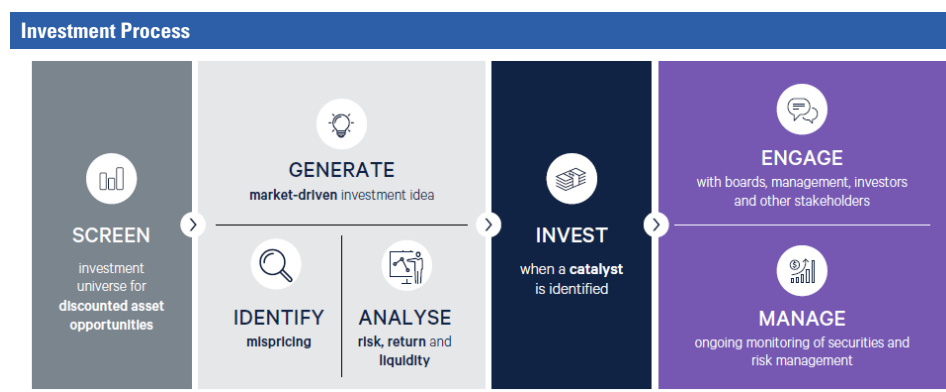 Investment Process
SCREEN
investment
universe for
discounted asset
opportunities
GENERATE
market-driven investment idea
IDENTIFY
mispricing
ANALYSE
risk, return and
liquidity
INVEST
when a catalyst
is identified
ENGAGE
with boards, management, investors
and other stakeholders
MANAGE
ongoing monitoring of securities and
risk management